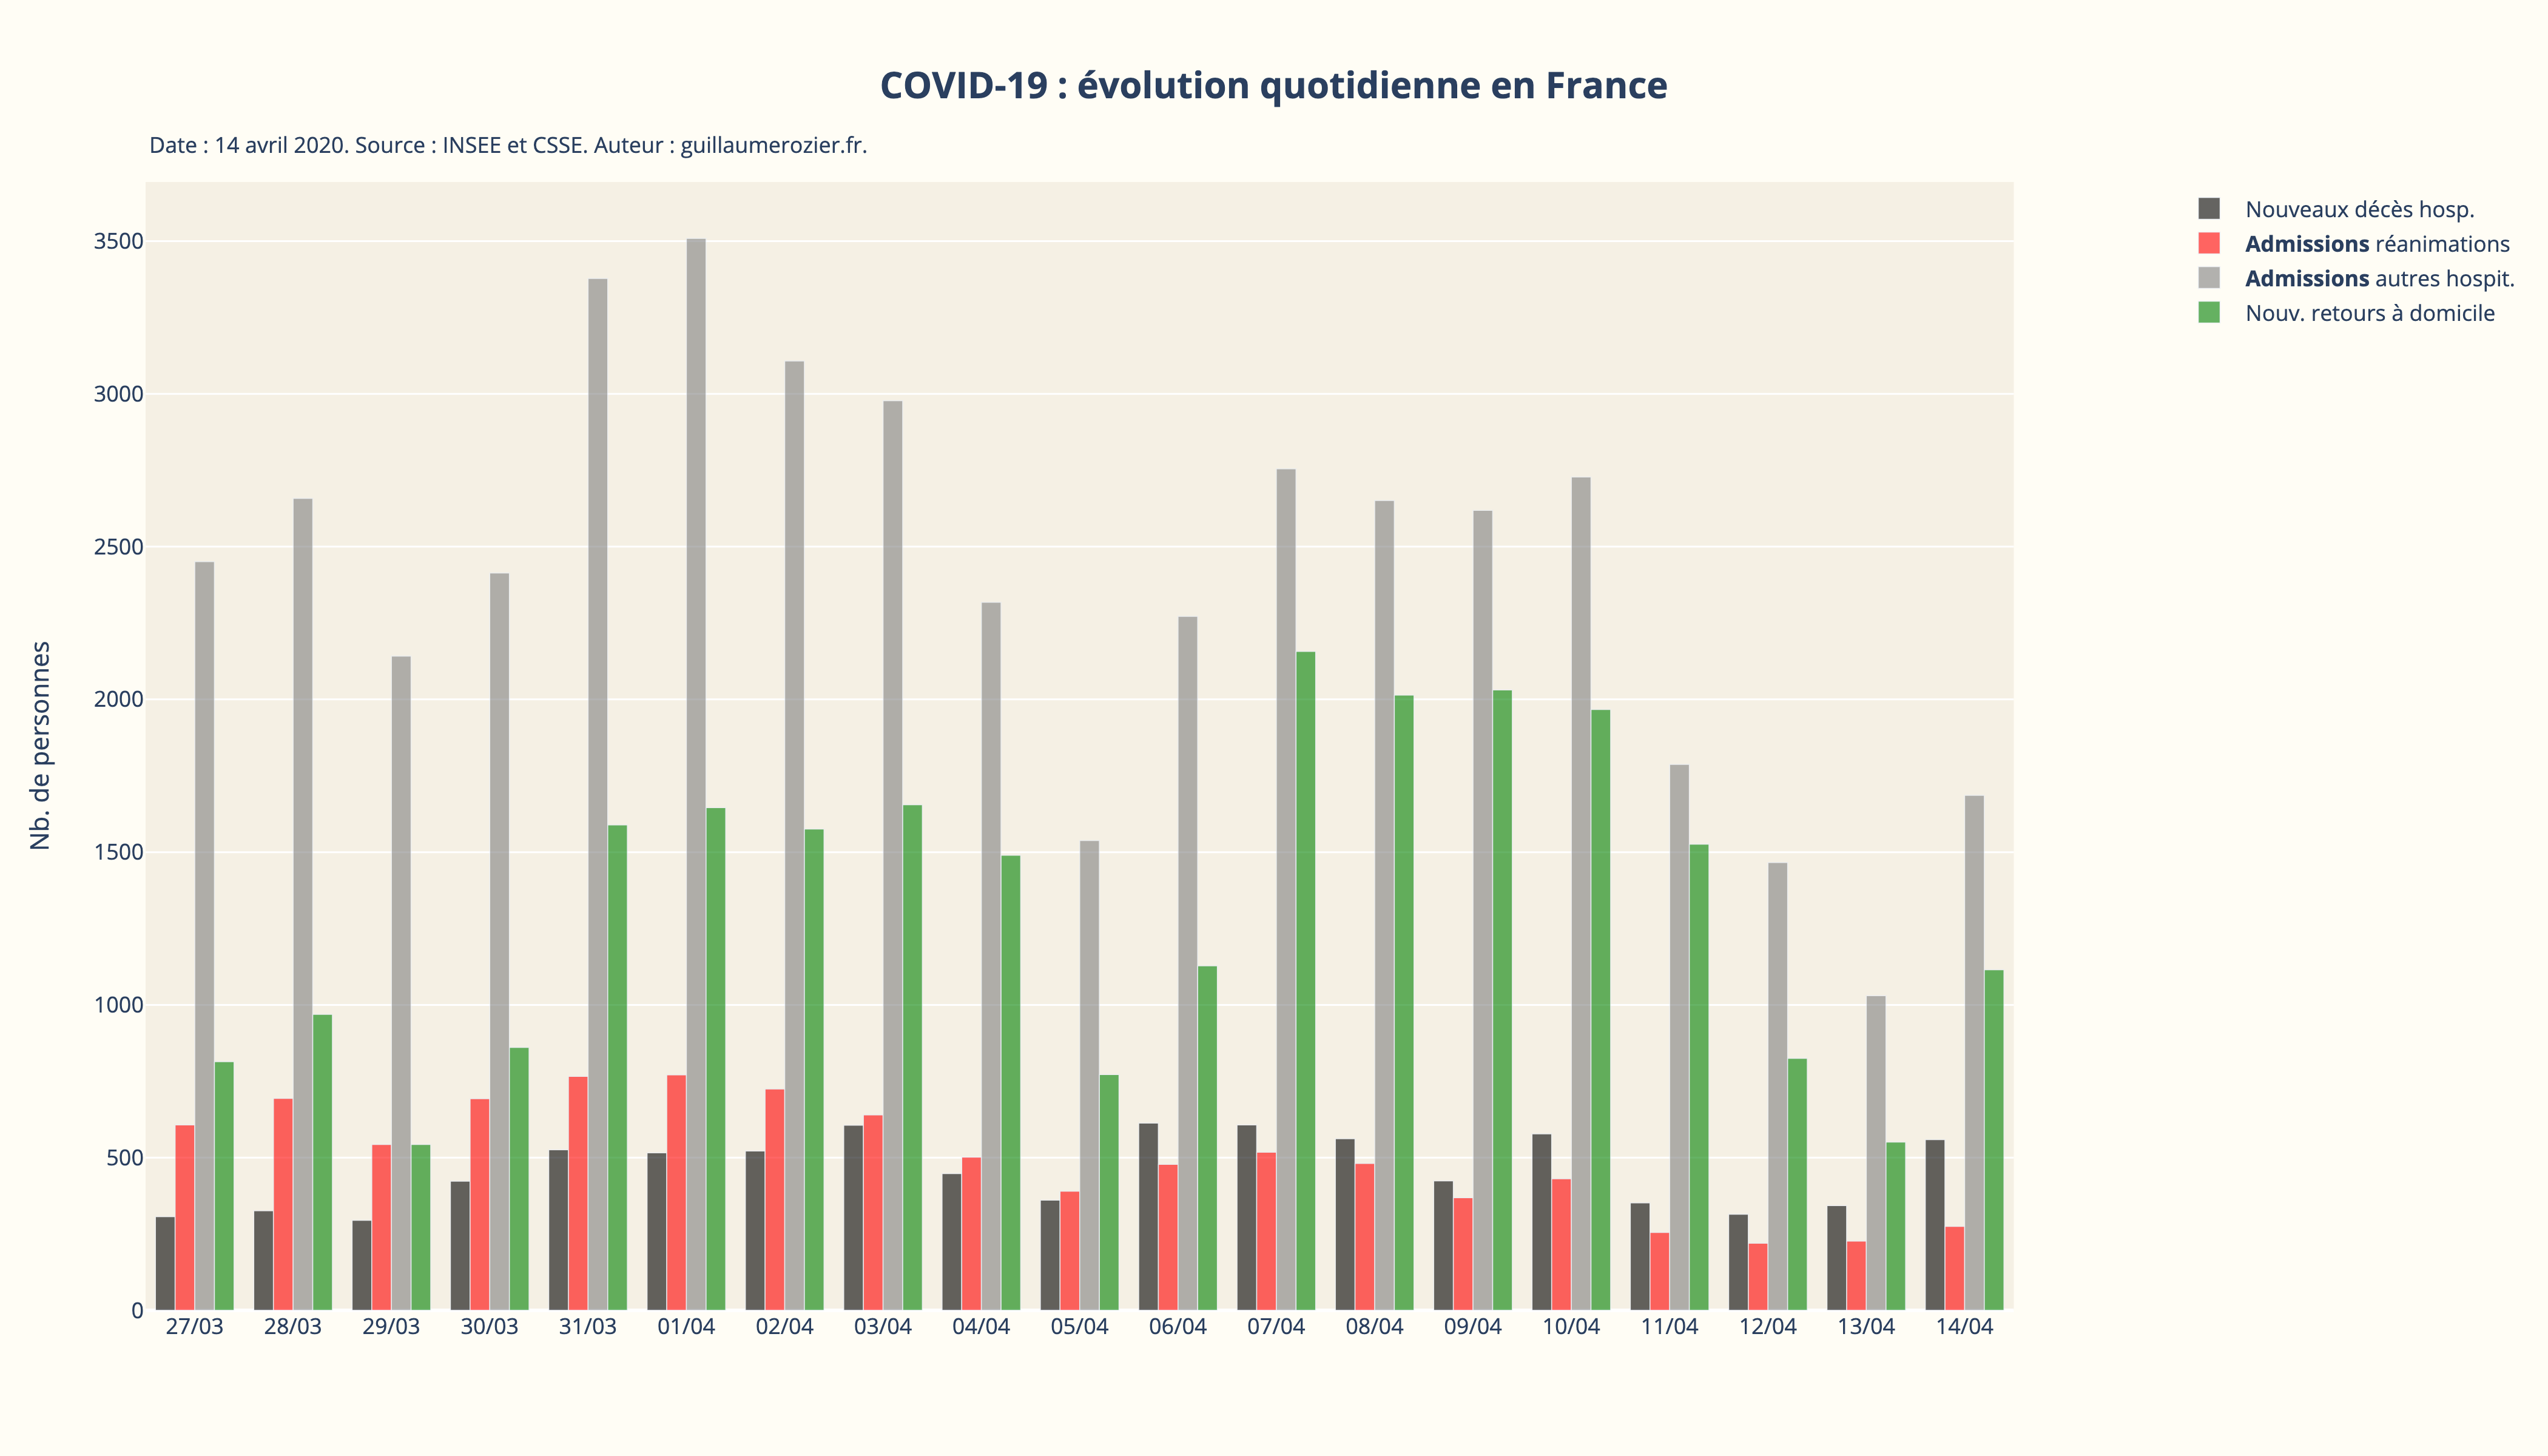 COVID-19 : évolution quotidienne en France
Date : 14 avril 2020. Source : INSEE et CSSE. Auteur : guillaumerozier.fr.
Nouveaux décès hosp.
Admissions réanimations
Admissions autres hospit.
Nouv. retours à domicile
Nb. de personnes
3500
3000
2500
2000
1500
1000
500
0
27/03 28/03 29/03 30/03 31/03 01/04 02/04 03/04 04/04 05/04 06/04 07/04 08/04 09/04 10/04 11/04 12/04 13/04 14/04